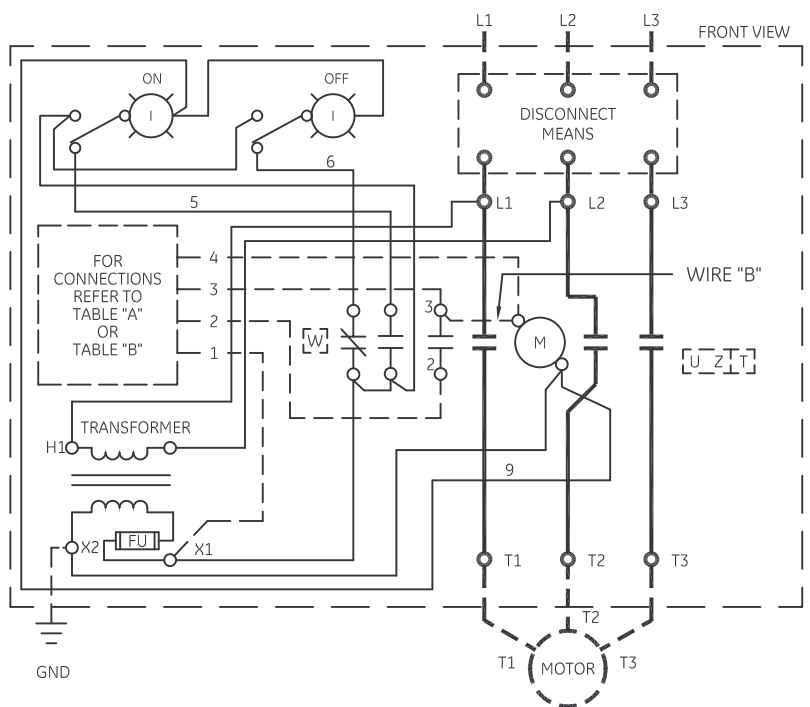 L1 L2 L3
FRONT VIEW
ON OFF
I I
DISCONNECT
MEANS
6
5
L1 L2 L3
FOR
CONNECTIONS
REFER TO
TABLE "A"
OR
TABLE "B"
4
3
2
1
WIRE "B"
3
W
M
2
U Z T
TRANSFORMER
H1
9
FU
X2 X1
T1 T2 T3
T2
T1 MOTOR T3
GND